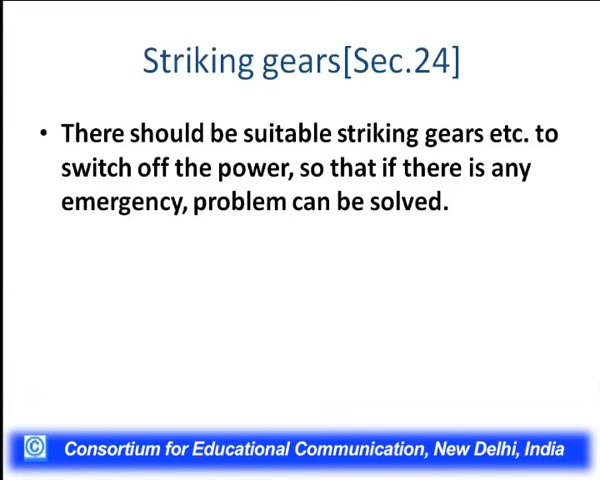 Striking gears[Sec.24]
• There should be suitable striking gears etc. to
switch off the power, so that if there is any
emergency, problem can be solved.
© Consortium for Educational Communication, New Delhi, India